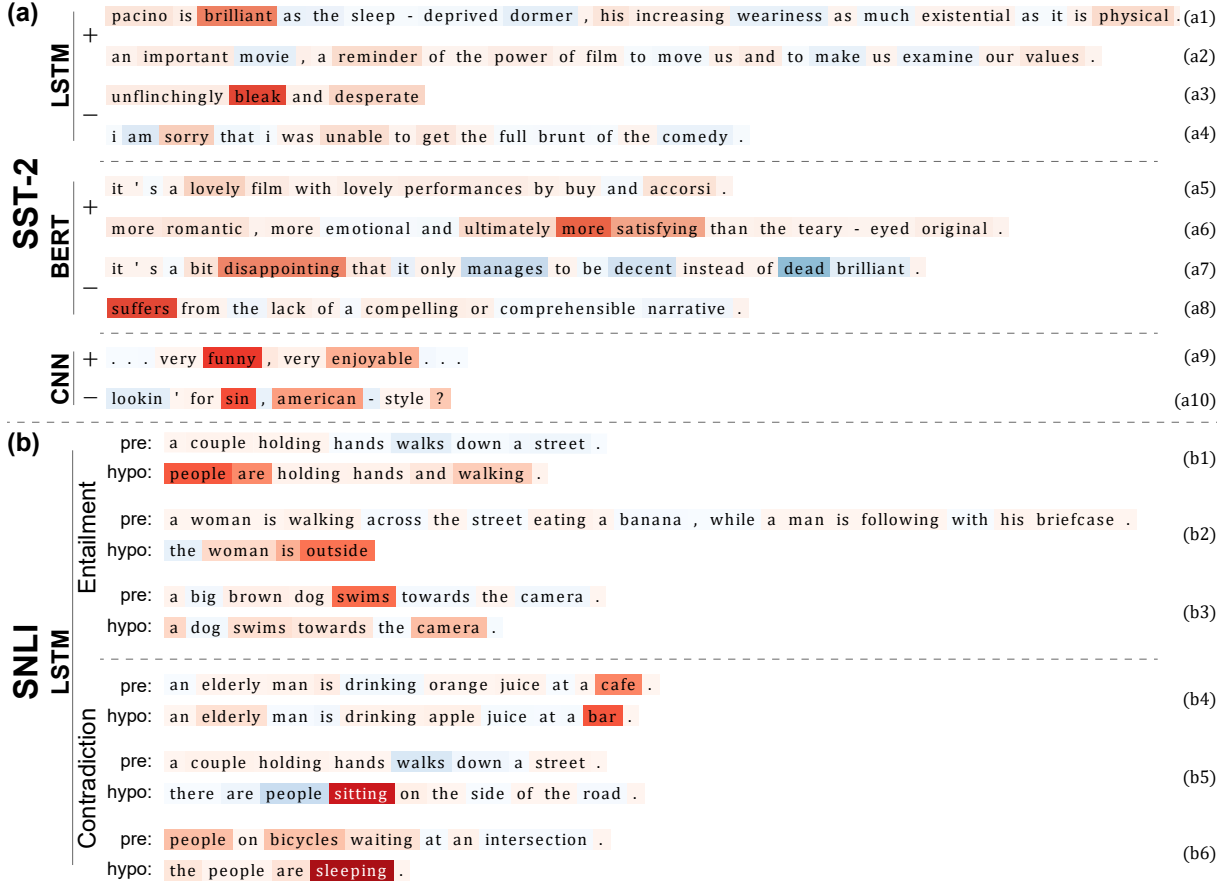 (a)
SST-2
LSTM
+
pacino is brilliant as the sleep - deprived dormer , his increasing weariness as much existential as it is physical . (a1)
an important movie , a reminder of the power of film to move us and to make us examine our values . (a2)
−
unflinchingly bleak and desperate (a3)
i am sorry that i was unable to get the full brunt of the comedy . (a4)
BERT
+
it ' s a lovely film with lovely performances by buy and accorsi . (a5)
more romantic , more emotional and ultimately more satisfying than the teary - eyed original . (a6)
−
it ' s a bit disappointing that it only manages to be decent instead of dead brilliant . (a7)
suffers from the lack of a compelling or comprehensible narrative . (a8)
CNN
+ . . . very funny , very enjoyable . . . (a9)
− lookin ' for sin , american - style ? (a10)
(b)
SNLI
LSTM
Entailment
pre: a couple holding hands walks down a street .
hypo: people are holding hands and walking .
(b1)
pre: a woman is walking across the street eating a banana , while a man is following with his briefcase .
hypo: the woman is outside
(b2)
pre: a big brown dog swims towards the camera .
hypo: a dog swims towards the camera .
(b3)
Contradiction
pre: an elderly man is drinking orange juice at a cafe .
hypo: an elderly man is drinking apple juice at a bar .
(b4)
pre: a couple holding hands walks down a street .
hypo: there are people sitting on the side of the road .
(b5)
pre: people on bicycles waiting at an intersection .
hypo: the people are sleeping .
(b6)